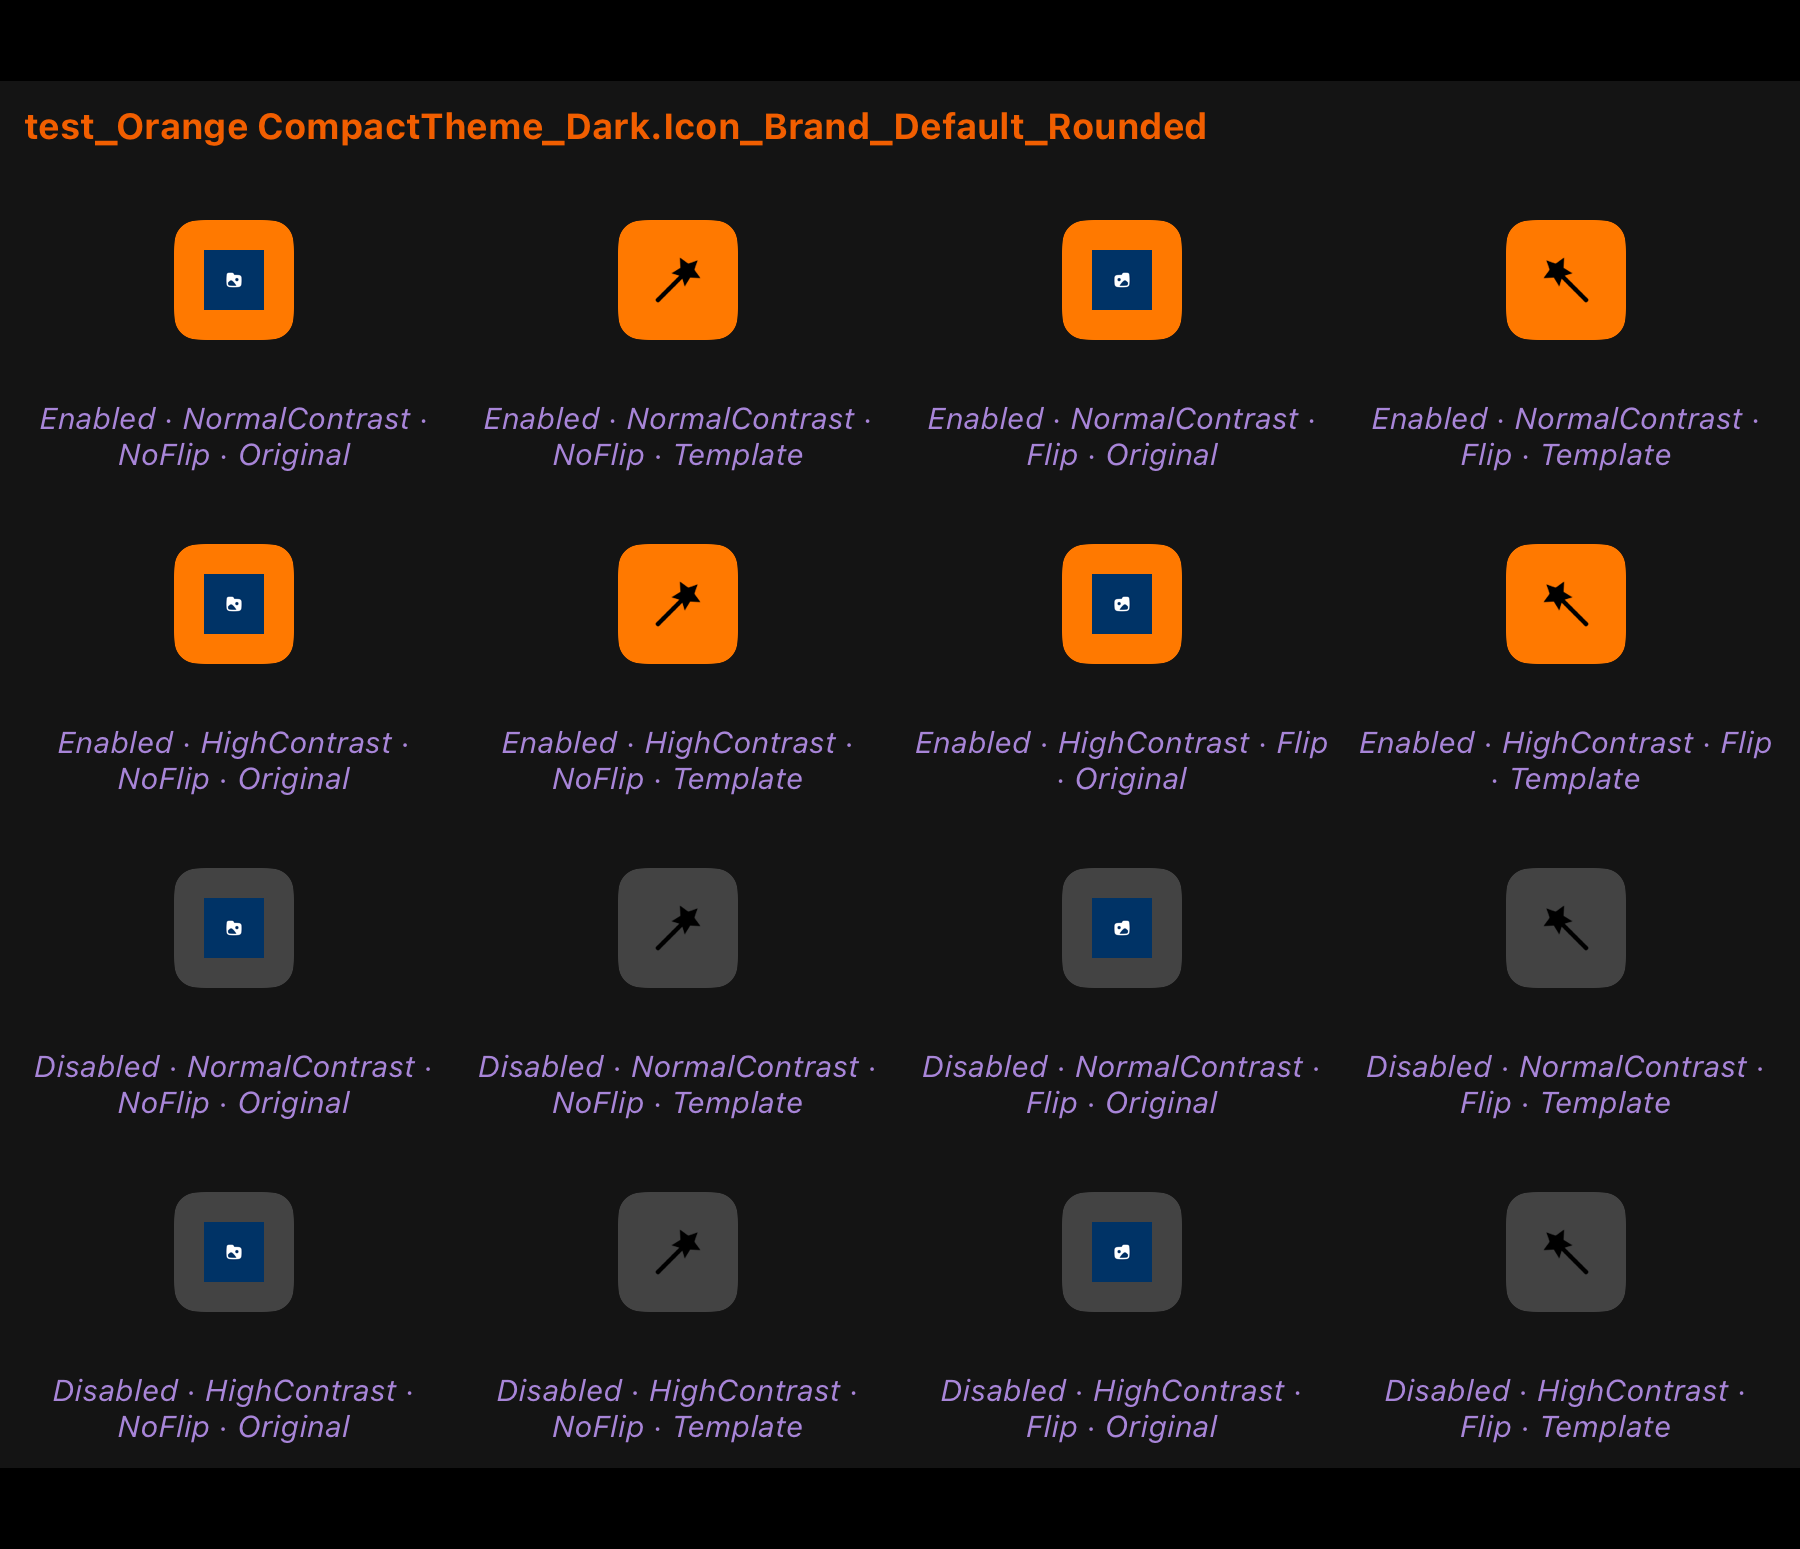 test_Orange CompactTheme_Dark.Icon_Brand_Default_Rounded
Enabled · NormalContrast ·
NoFlip · Original
Enabled · NormalContrast ·
NoFlip · Template
Enabled · NormalContrast ·
Flip · Original
Enabled · NormalContrast ·
Flip · Template
Enabled · HighContrast ·
NoFlip · Original
Enabled · HighContrast ·
NoFlip · Template
Enabled · HighContrast · Flip
· Original
Enabled · HighContrast · Flip
· Template
Disabled · NormalContrast ·
NoFlip · Original
Disabled · NormalContrast ·
NoFlip · Template
Disabled · NormalContrast ·
Flip · Original
Disabled · NormalContrast ·
Flip · Template
Disabled · HighContrast ·
NoFlip · Original
Disabled · HighContrast ·
NoFlip · Template
Disabled · HighContrast ·
Flip · Original
Disabled · HighContrast ·
Flip · Template